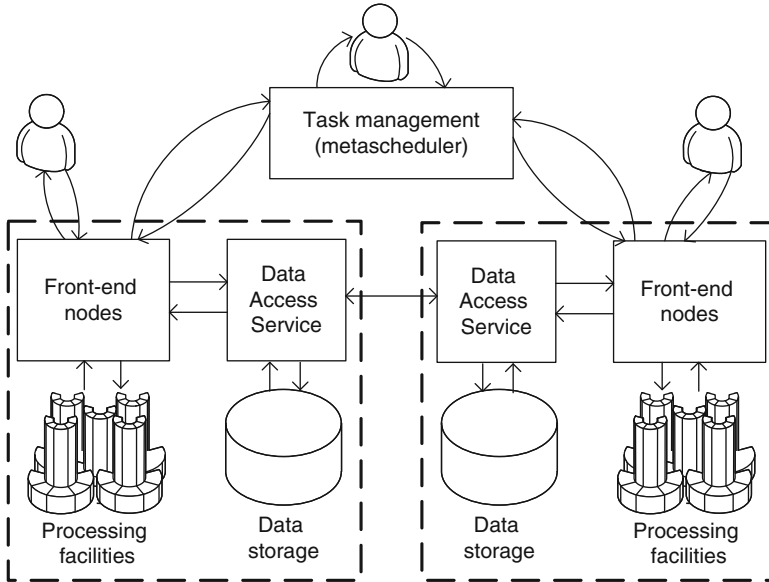 Task management
(metascheduler)
Front-end
nodes
Data
Access
Service
Data
Access
Service
Front-end
nodes
Processing
facilities
Data
storage
Data
storage
Processing
facilities